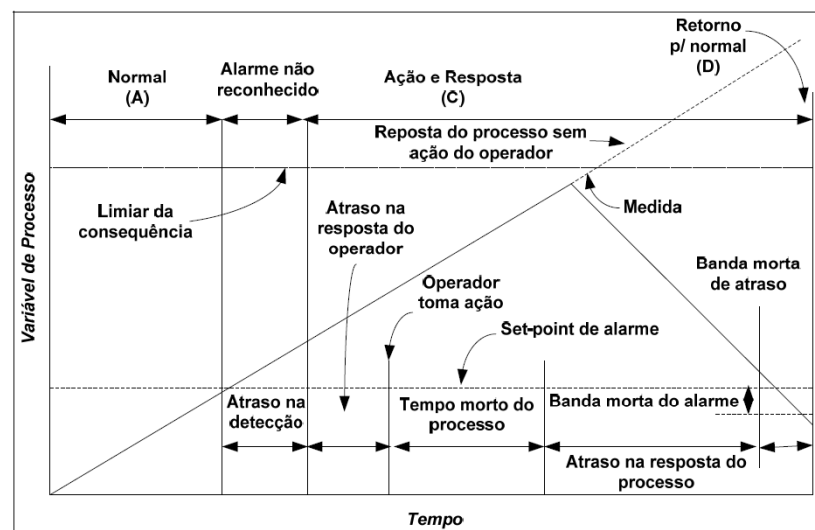 Retorno
p/ normal
(D)
Normal
(A)
Alarme não
reconhecido
Ação e Resposta
(C)
Reposta do processo sem
ação do operador
Limiar da
consequência
Medida
Atraso na
resposta do
operador
Banda morta
de atraso
Operador
toma ação
Set-point de alarme
Atraso na
detecção
Tempo morto do
processo
Banda morta do alarme
Atraso na resposta do
processo
Variável de Processo
Tempo